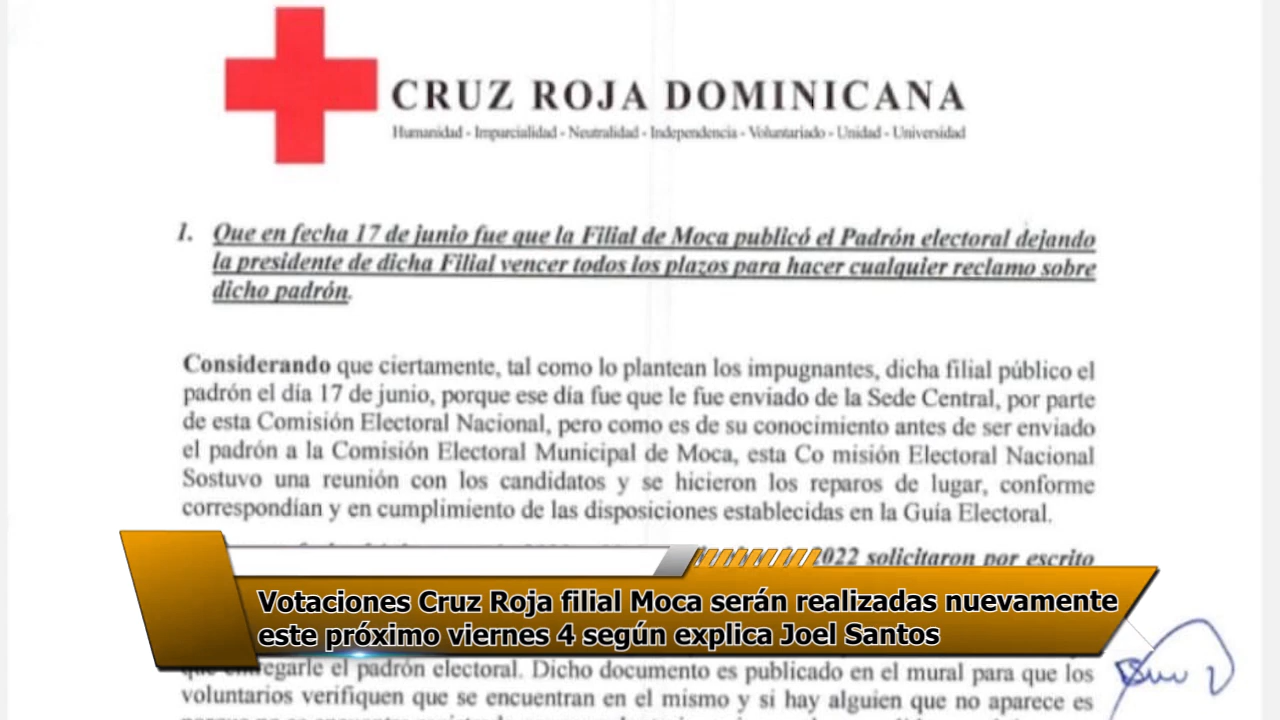 CRUZ ROJA DOMINICANA
Humanidad - Imparcialidad - Neutralidad - Independencia - Voluntariado - Unidad - Universidad
1. Que en fecha 17 de junio fue que la Filial de Moca publicó el Padrón electoral dejando
la presidente de dicha Filial vencer todos los plazos para hacer cualquier reclamo sobre
dicho padrón.
Considerando que ciertamente, tal como lo plantean los impugnantes, dicha filial público el
padrón el día 17 de junio, porque ese día fue que le fue enviado de la Sede Central, por parte
de esta Comisión Electoral Nacional, pero como es de su conocimiento antes de ser enviado
el padrón a la Comisión Electoral Municipal de Moca, esta Co misión Electoral Nacional
Sostuvo una reunión con los candidatos y se hicieron los reparos de lugar, conforme
correspondían y en cumplimiento de las disposiciones establecidas en la Guía Electoral.
2022 solicitaron por escrito
Votaciones Cruz Roja filial Moca serán realizadas nuevamente
este próximo viernes 4 según explica Joel Santos
el padrón electoral. Dicho documento es publicado en el mural para que los
voluntarios verifiquen que se encuentran en el mismo y si hay alguien que no aparece es